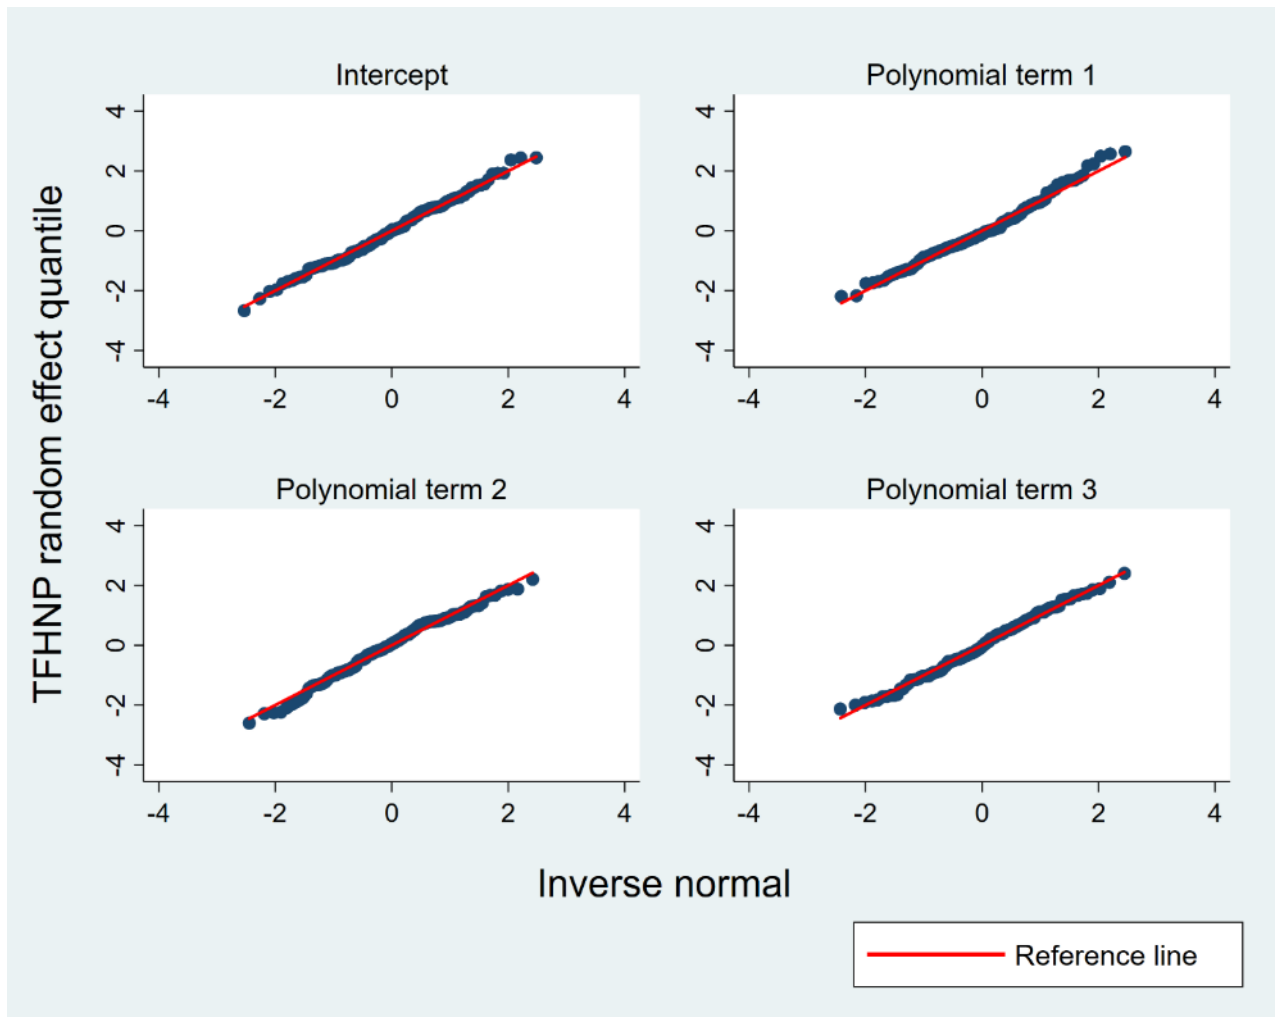 Intercept
Polynomial term 1
4
2
0
-2
-4
-4 -2 0 2 4
4
2
0
-2
-4
-4 -2 0 2 4
Polynomial term 2
Polynomial term 3
4
2
0
-2
-4
-4 -2 0 2 4
4
2
0
-2
-4
-4 -2 0 2 4
TFHNP random effect quantile
Inverse normal
Reference line